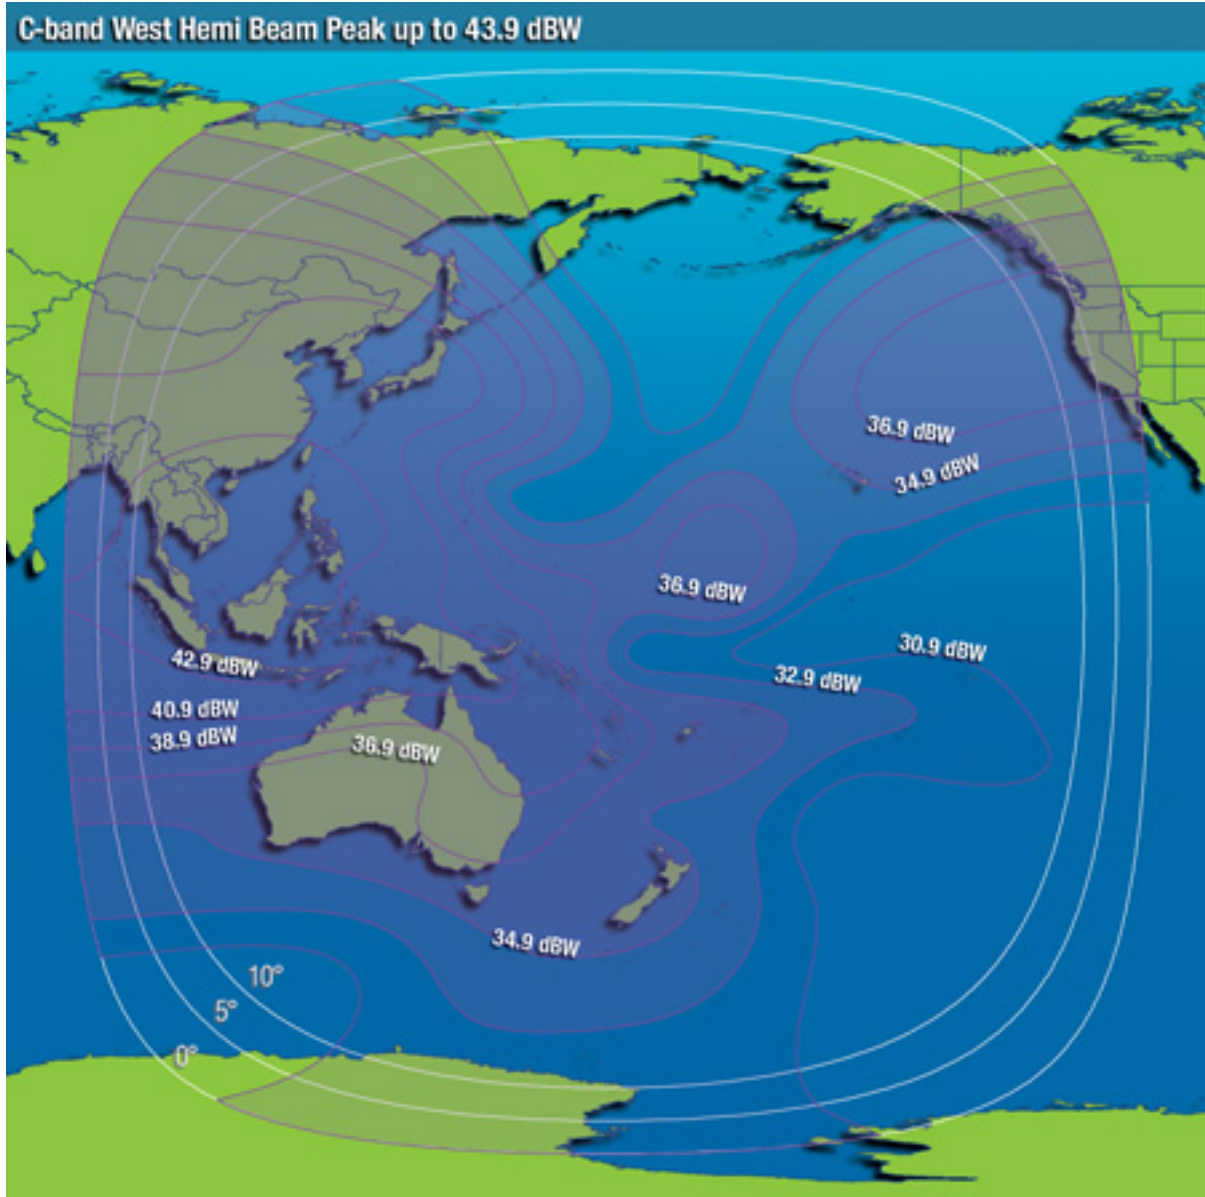 C-band West Hemi Beam Peak up to 43.9 dBW
36.9 dBW
34.9 dBW
36.9 dBW
30.9 dBW
42.9 dBW
32.9 dBW
40.9 dBW
38.9 dBW
36.9 dBW
34.9 dBW
10°
5°
0°